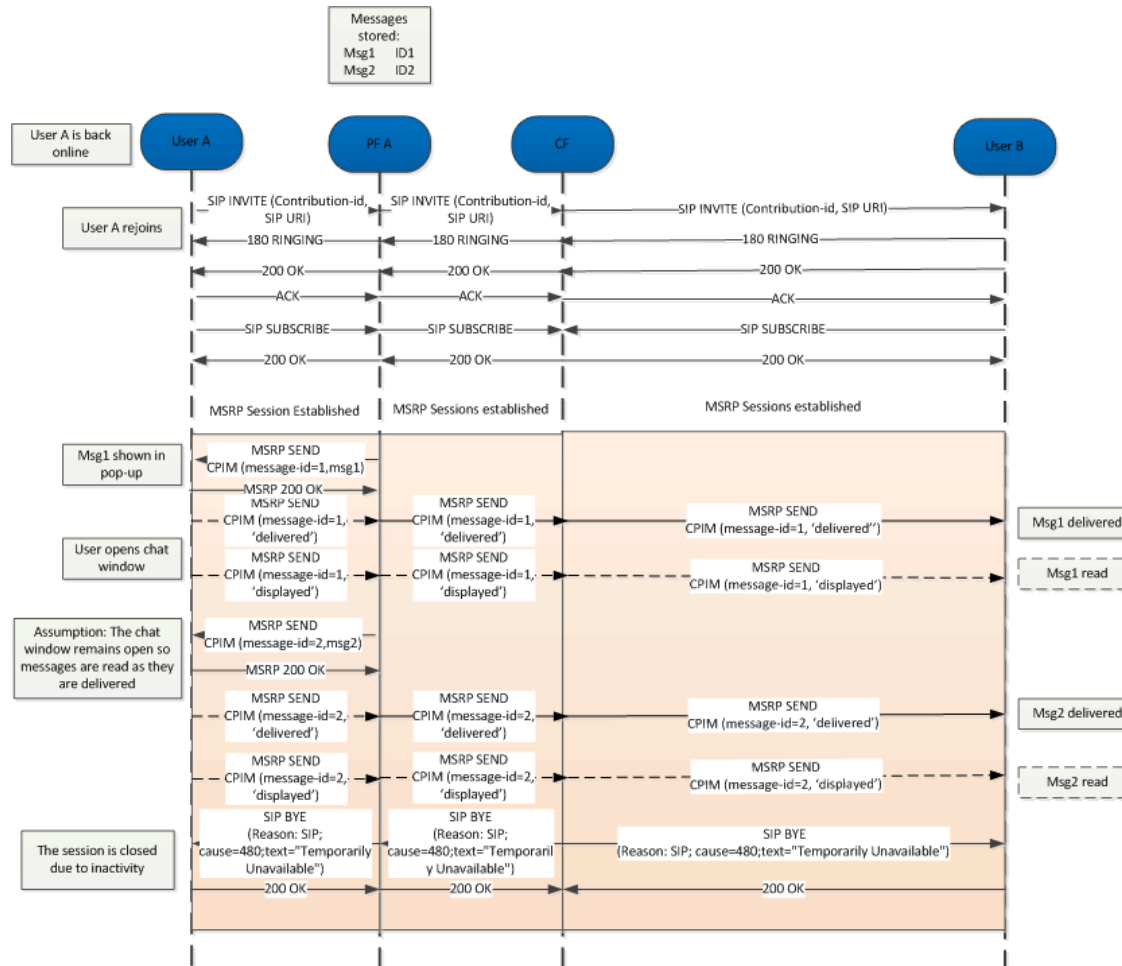 Messages
stored:
Msg1 ID1
Msg2 ID2
User A is back
online
User A
PF A
CF
User B
User A rejoins
SIP INVITE (Contribution-id,
SIP URI)
SIP INVITE (Contribution-id,
SIP URI)
SIP INVITE (Contribution-id, SIP URI)
180 RINGING
180 RINGING
180 RINGING
200 OK
200 OK
200 OK
ACK
ACK
ACK
SIP SUBSCRIBE
SIP SUBSCRIBE
SIP SUBSCRIBE
200 OK
200 OK
200 OK
MSRP Session Established
MSRP Sessions established
MSRP Sessions established
Msg1 shown in
pop-up
MSRP SEND
CPIM (message-id=1,msg1)
MSRP 200 OK
MSRP SEND
CPIM (message-id=1,
‘delivered’)
MSRP SEND
CPIM (message-id=1,
‘delivered’)
MSRP SEND
CPIM (message-id=1, ‘delivered’’)
Msg1 delivered
User opens chat
window
MSRP SEND
CPIM (message-id=1,
‘displayed’)
MSRP SEND
CPIM (message-id=1,
‘displayed’)
MSRP SEND
CPIM (message-id=1, ‘displayed’)
Msg1 read
Assumption: The chat
window remains open so
messages are read as they
are delivered
MSRP SEND
CPIM (message-id=2,msg2)
MSRP 200 OK
MSRP SEND
CPIM (message-id=2,
‘delivered’)
MSRP SEND
CPIM (message-id=2,
‘delivered’)
MSRP SEND
CPIM (message-id=2, ‘delivered’)
Msg2 delivered
MSRP SEND
CPIM (message-id=2,
‘displayed’)
MSRP SEND
CPIM (message-id=2,
‘displayed’)
MSRP SEND
CPIM (message-id=2, ‘displayed’)
Msg2 read
The session is closed
due to inactivity
SIP BYE
(Reason: SIP;
cause=480;text="Temporarily
Unavailable")
SIP BYE
(Reason: SIP;
cause=480;text="Temporaril
y Unavailable")
SIP BYE
(Reason: SIP; cause=480;text="Temporarily Unavailable")
200 OK
200 OK
200 OK